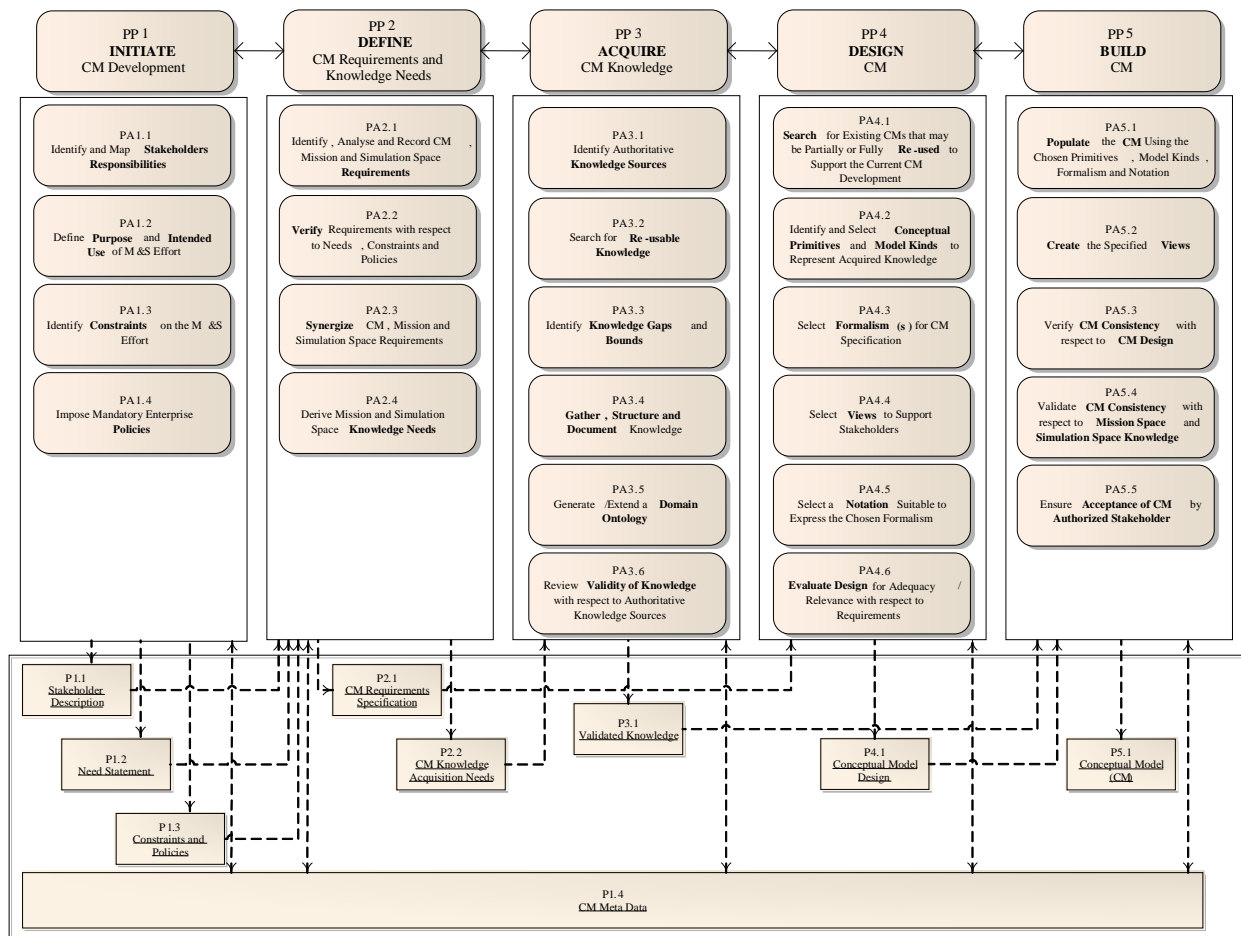 PP 1
INITIATE
CM Development
PP 2
DEFINE
CM Requirements and
Knowledge Needs
PP 3
ACQUIRE
CM Knowledge
PP 4
DESIGN
CM
PP 5
BUILD
CM
PA1.1
Identify and Map Stakeholders
Responsibilities
PA1.2
Define Purpose and Intended
Use of M &S Effort
PA1.3
Identify Constraints on the M &S
Effort
PA1.4
Impose Mandatory Enterprise
Policies
PA2.1
Identify , Analyse and Record CM ,
Mission and Simulation Space
Requirements
PA2.2
Verify Requirements with respect
to Needs , Constraints and
Policies
PA2.3
Synergize CM , Mission and
Simulation Space Requirements
PA2.4
Derive Mission and Simulation
Space Knowledge Needs
PA3.1
Identify Authoritative
Knowledge Sources
PA3.2
Search for Re -usable
Knowledge
PA3.3
Identify Knowledge Gaps and
Bounds
PA3.4
Gather , Structure and
Document Knowledge
PA3.5
Generate /Extend a Domain
Ontology
PA3.6
Review Validity of Knowledge
with respect to Authoritative
Knowledge Sources
PA4.1
Search for Existing CMs that may
be Partially or Fully Re -used to
Support the Current CM
Development
PA4.2
Identify and Select Conceptual
Primitives and Model Kinds to
Represent Acquired Knowledge
PA4.3
Select Formalism (s ) for CM
Specification
PA4.4
Select Views to Support
Stakeholders
PA4.5
Select a Notation Suitable to
Express the Chosen Formalism
PA4.6
Evaluate Design for Adequacy /
Relevance with respect to
Requirements
PA5.1
Populate the CM Using the
Chosen Primitives , Model Kinds ,
Formalism and Notation
PA5.2
Create the Specified Views
PA5.3
Verify CM Consistency with
respect to CM Design
PA5.4
Validate CM Consistency with
respect to Mission Space and
Simulation Space Knowledge
PA5.5
Ensure Acceptance of CM by
Authorized Stakeholder
P1.1
Stakeholder
Description
P1.2
Need Statement
P1.3
Constraints and
Policies
P2.1
CM Requirements
Specification
P2.2
CM Knowledge
Acquisition Needs
P3.1
Validated Knowledge
P4.1
Conceptual Model
Design
P5.1
Conceptual Model
(CM)
P1.4
CM Meta Data